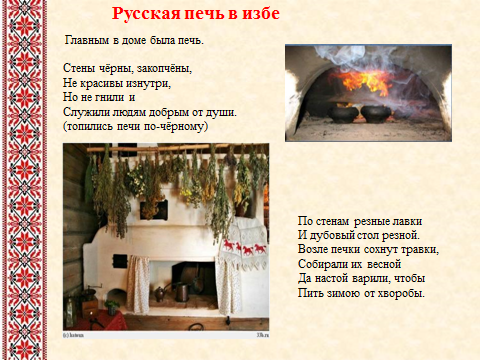 Русская печь в избе
Главным в доме была печь.
Стены чёрны, закопчёны,
Не красивы изнутри,
Но не гнили и
Служили людям добрым от души.
(топились печи по-чёрному)
По стенам резные лавки
И дубовый стол резной.
Возле печки сохнут травки,
Собирали их весной
Да настой варили, чтобы
Пить зимою от хворобы.